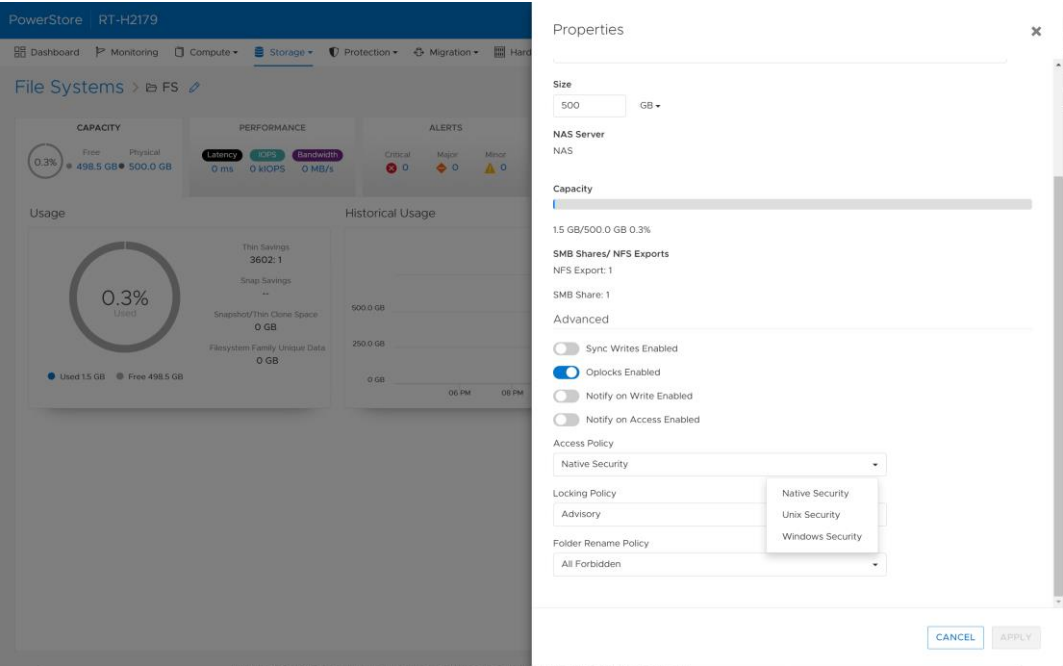 PowerStore RT-H2179
Dashboard Monitoring Compute Storage Protection Migration Hard
File Systems > FS
CAPACITY
0.3%
Free Physical
498.5 GB 500.0 GB
PERFORMANCE
Latency IOPS Bandwidth
0 ms 0 kIOPS 0 MB/s
ALERTS
Critical Major Minor
0 0 0
Usage
0.3%
Used
Thin Savings
3602: 1
Snap Savings
--
Snapshot/Thin Clone Space
0 GB
Filesystem Family Unique Data
0 GB
Used 1.5 GB Free 498.5 GB
Historical Usage
500.0 GB
250.0 GB
0 GB
06 PM 08 PM
Properties
Size
500 GB
NAS Server
NAS
Capacity
1.5 GB/500.0 GB 0.3%
SMB Shares/ NFS Exports
NFS Export: 1
SMB Share: 1
Advanced
Sync Writes Enabled
Oplocks Enabled
Notify on Write Enabled
Notify on Access Enabled
Access Policy
Native Security
Native Security
Unix Security
Windows Security
Locking Policy
Advisory
Folder Rename Policy
All Forbidden
CANCEL APPLY